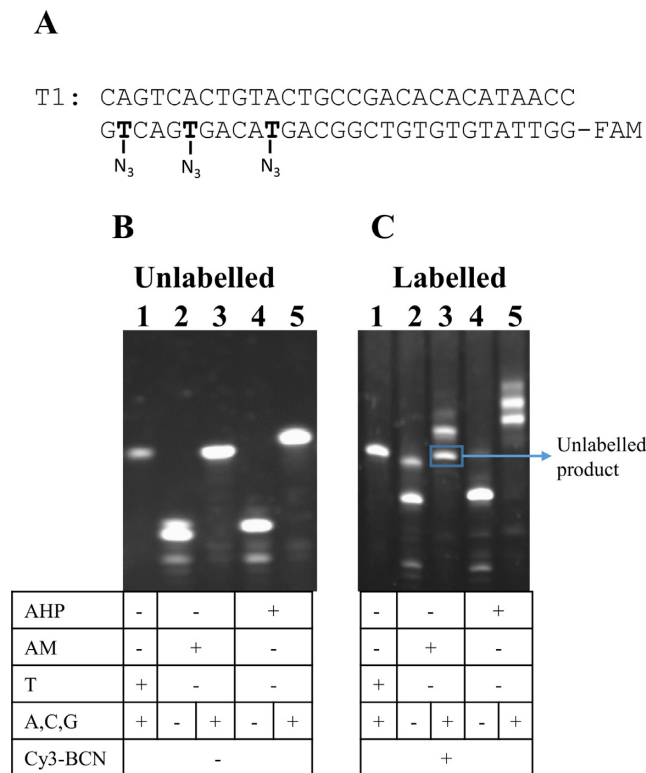 A
T1: CAGTCACTGTACTGCCGACACACATAACC
GTCAGTGACATGACGGCTGTGTGTATTGG-FAM
N3 N3 N3
B C
Unlabelled Labelled
1 2 3 4 5 1 2 3 4 5
Unlabelled
product
AHP - - + - - +
AM - + - - + -
T + - - + - -
A,C,G + - + - + + - + - +
Cy3-BCN - +